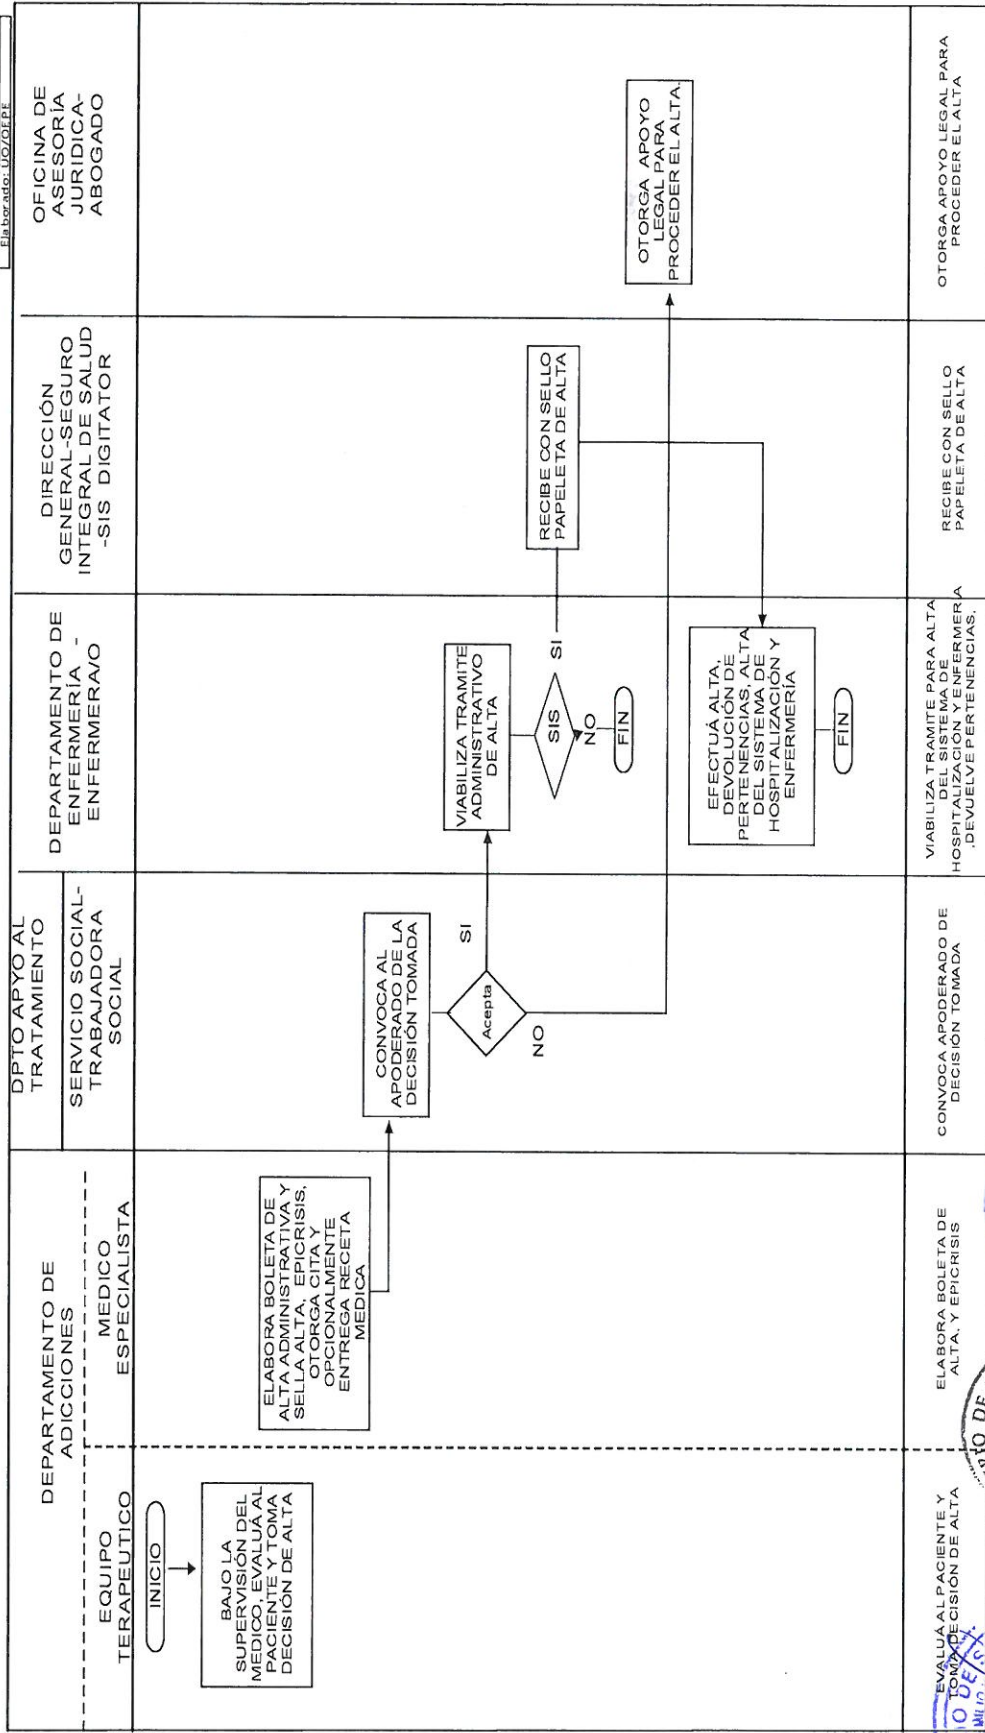 Elaborado: UO/OEPE
DEPARTAMENTO DE
ADICCIONES
EQUIPO
TERAPEUTICO
MEDICO
ESPECIALISTA
DPTO APYO AL
TRATAMIENTO
SERVICIO SOCIAL-
TRABAJADORA
SOCIAL
DEPARTAMENTO DE
ENFERMERÍA -
ENFERMERA/O
DIRECCIÓN
GENERAL-SEGURO
INTEGRAL DE SALUD
-SIS DIGITATOR
OFICINA DE
ASESORÍA
JURIDICA-
ABOGADO
INICIO
BAJO LA
SUPERVISIÓN DEL
MEDICO, EVALUÁ AL
PACIENTE Y TOMA
DECISIÓN DE ALTA
ELABORA BOLETA DE
ALTA ADMINISTRATIVA Y
SELLA ALTA, EPICRISIS,
OTORGA CITA Y
OPCIONALMENTE
ENTREGA RECETA
MEDICA
CONVOCA AL
APODERADO DE LA
DECISIÓN TOMADA
Acepta
SI
NO
VIABILIZA TRAMITE
ADMINISTRATIVO
DE ALTA
SIS
SI
NO
FIN
RECIBE CON SELLO
PAPELETA DE ALTA
OTORGA APOYO
LEGAL PARA
PROCEDER EL ALTA.
EFECTUÁ ALTA,
DEVOLUCIÓN DE
PERTENENCIAS, ALTA
DEL SISTEMA DE
HOSPITALIZACIÓN Y
ENFERMERÍA
FIN
EVALUÁ AL PACIENTE Y
TOMA DECISIÓN DE ALTA
ELABORA BOLETA DE
ALTA, Y EPICRISIS
CONVOCA APODERADO DE
DECISIÓN TOMADA
VIABILIZA TRAMITE PARA ALTA
DEL SISTEMA DE
HOSPITALIZACIÓN Y ENFERMERA
,DEVUELVE PERTENENCIAS.
RECIBE CON SELLO
PAPELETA DE ALTA
OTORGA APOYO LEGAL PARA
PROCEDER EL ALTA